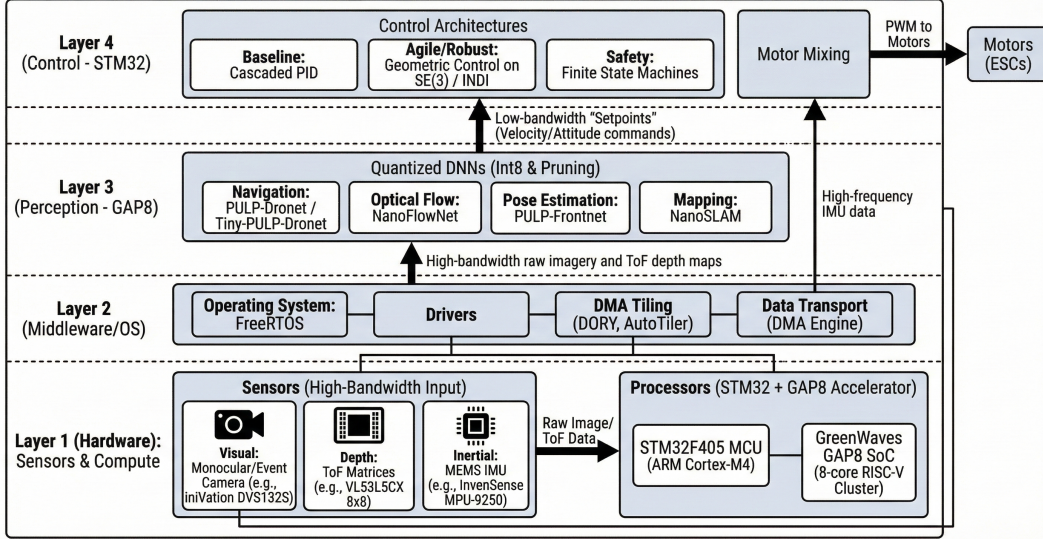 Layer 4
(Control - STM32)
Control Architectures
Baseline:
Cascaded PID
Agile/Robust:
Geometric Control on
SE(3) / INDI
Safety:
Finite State Machines
Motor Mixing
PWM to
Motors
Motors
(ESCs)
Low-bandwidth "Setpoints"
(Velocity/Attitude commands)
Layer 3
(Perception - GAP8)
Quantized DNNs (Int8 & Pruning)
Navigation:
PULP-Dronet /
Tiny-PULP-Dronet
Optical Flow:
NanoFlowNet
Pose Estimation:
PULP-Frontnet
Mapping:
NanoSLAM
High-frequency
IMU data
High-bandwidth raw imagery and ToF depth maps
Layer 2
(Middleware/OS)
Operating System:
FreeRTOS
Drivers
DMA Tiling
(DORY, AutoTiler)
Data Transport
(DMA Engine)
Layer 1 (Hardware):
Sensors & Compute
Sensors (High-Bandwidth Input)
Visual:
Monocular/Event
Camera (e.g.,
iniVation DVS132S)
Depth:
ToF Matrices
(e.g., VL53L5CX
8x8)
Inertial:
MEMS IMU
(e.g., InvenSense
MPU-9250)
Raw Image/
ToF Data
Processors (STM32 + GAP8 Accelerator)
STM32F405 MCU
(ARM Cortex-M4)
GreenWaves
GAP8 SoC
(8-core RISC-V
Cluster)